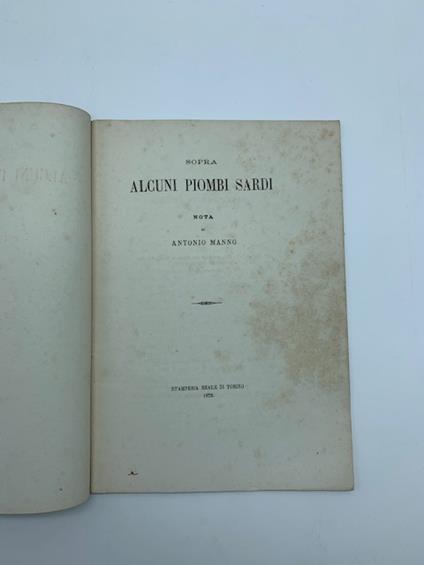 SOPRA
ALCUNI PIOMBI SARDI
NOTA
DI
ANTONIO MANNO
STAMPERIA REALE DI TORINO